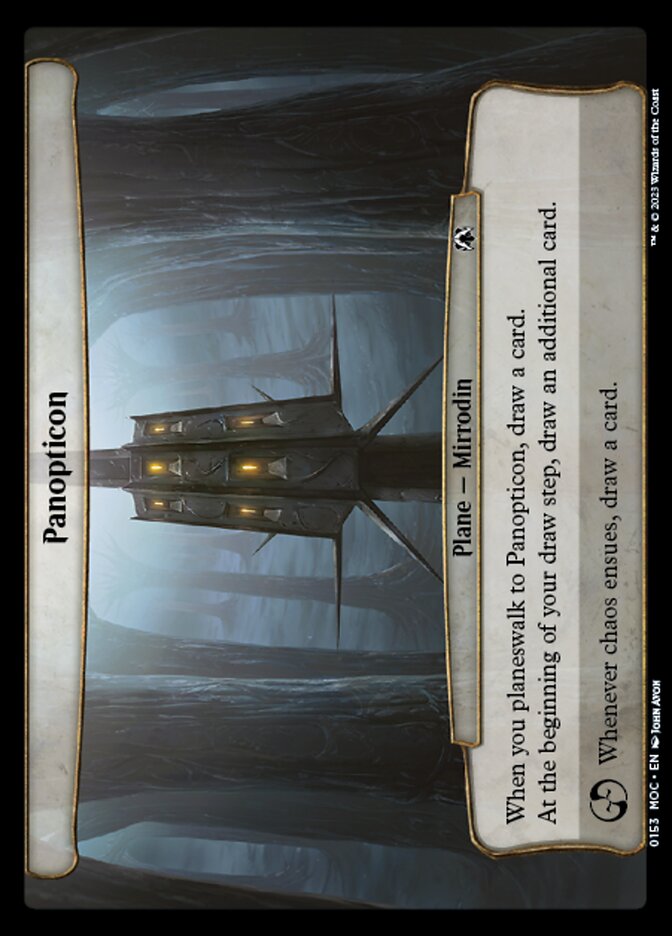 Panopticon
Plane — Mirrodin
When you planeswalk to Panopticon, draw a card.
At the beginning of your draw step, draw an additional card.
Whenever chaos ensues, draw a card.
0153 MOC • EN John Avon
™ & © 2023 Wizards of the Coast